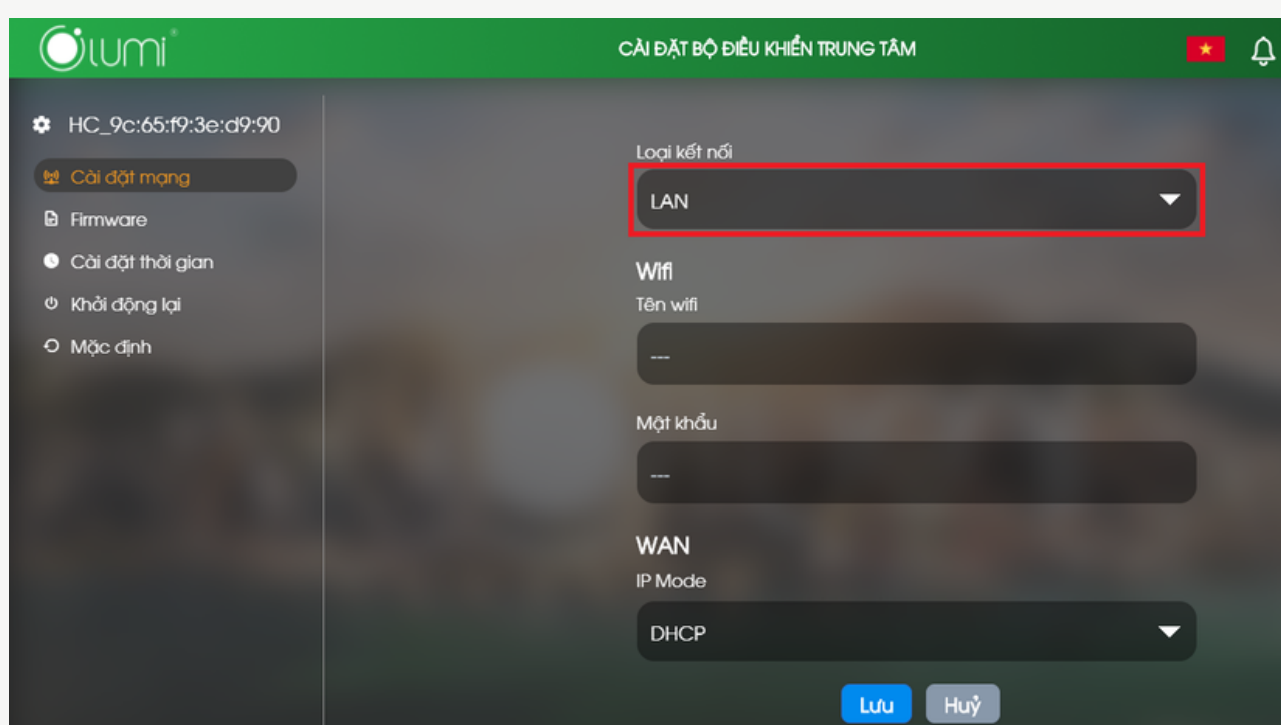 lumi®
CÀI ĐẶT BỘ ĐIỀU KHIỂN TRUNG TÂM
HC_9c:65:f9:3e:d9:90
Cài đặt mạng
Firmware
Cài đặt thời gian
Khởi động lại
Mặc định
Loại kết nối
LAN
Wifi
Tên wifi
---
Mật khẩu
---
WAN
IP Mode
DHCP
Lưu
Huỷ